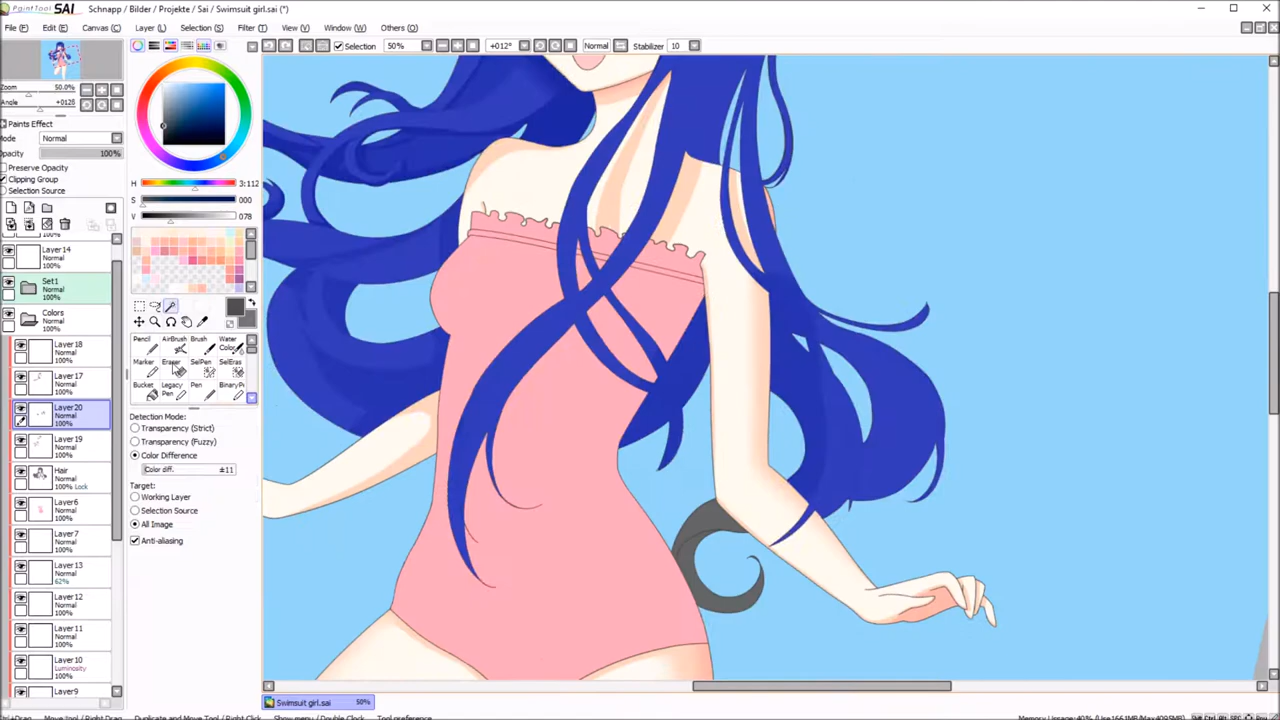 PaintTool SAI Schnapp / Bilder / Projekte / Sai / Swimsuit girl.sai (*)
File (F) Edit (E) Canvas (C) Layer (L) Selection (S) Filter (T) View (V) Window (W) Others (O)
Selection 50% +012° Normal Stabilizer 10
Zoom 50.0%
Angle +0128
Paints Effect
Mode Normal
Opacity 100%
Preserve Opacity
Clipping Group
Selection Source
H 3:112
S 000
V 078
Normal
100%
Layer14
Normal
100%
Set1
Normal
100%
Colors
Normal
100%
Layer18
Normal
100%
Layer17
Normal
100%
Layer20
Normal
100%
Layer19
Normal
100%
Hair
Normal
100% Lock
Layer6
Normal
100%
Layer7
Normal
100%
Layer13
Normal
62%
Layer12
Normal
100%
Layer11
Normal
100%
Layer10
Luminosity
100%
Layer9
Pencil AirBrush Brush Water Color
Marker Eraser SelPen SelEras
Bucket Legacy Pen Pen Binary P
Detection Mode:
Transparency (Strict)
Transparency (Fuzzy)
Color Difference
Color diff. ±11
Target:
Working Layer
Selection Source
All Image
Anti-aliasing
Swimsuit girl.sai 50%